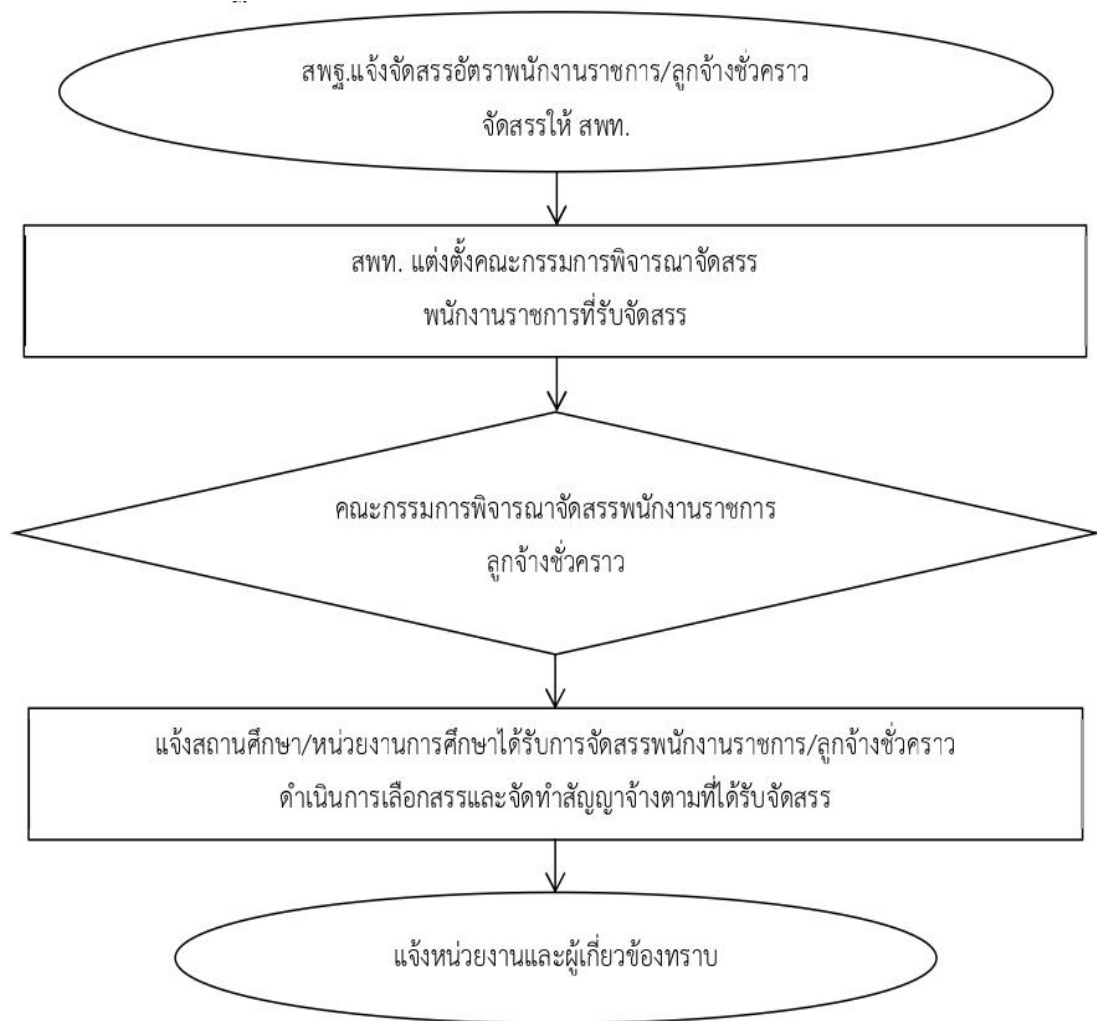 สพฐ.แจ้งจัดสรรอัตราพนักงานราชการ/ลูกจ้างชั่วคราว
จัดสรรให้ สพท.
สพท. แต่งตั้งคณะกรรมการพิจารณาจัดสรร
พนักงานราชการที่รับจัดสรร
คณะกรรมการพิจารณาจัดสรรพนักงานราชการ
ลูกจ้างชั่วคราว
แจ้งสถานศึกษา/หน่วยงานการศึกษาได้รับการจัดสรรพนักงานราชการ/ลูกจ้างชั่วคราว
ดำเนินการเลือกสรรและจัดทำสัญญาจ้างตามที่ได้รับจัดสรร
แจ้งหน่วยงานและผู้เกี่ยวข้องทราบ